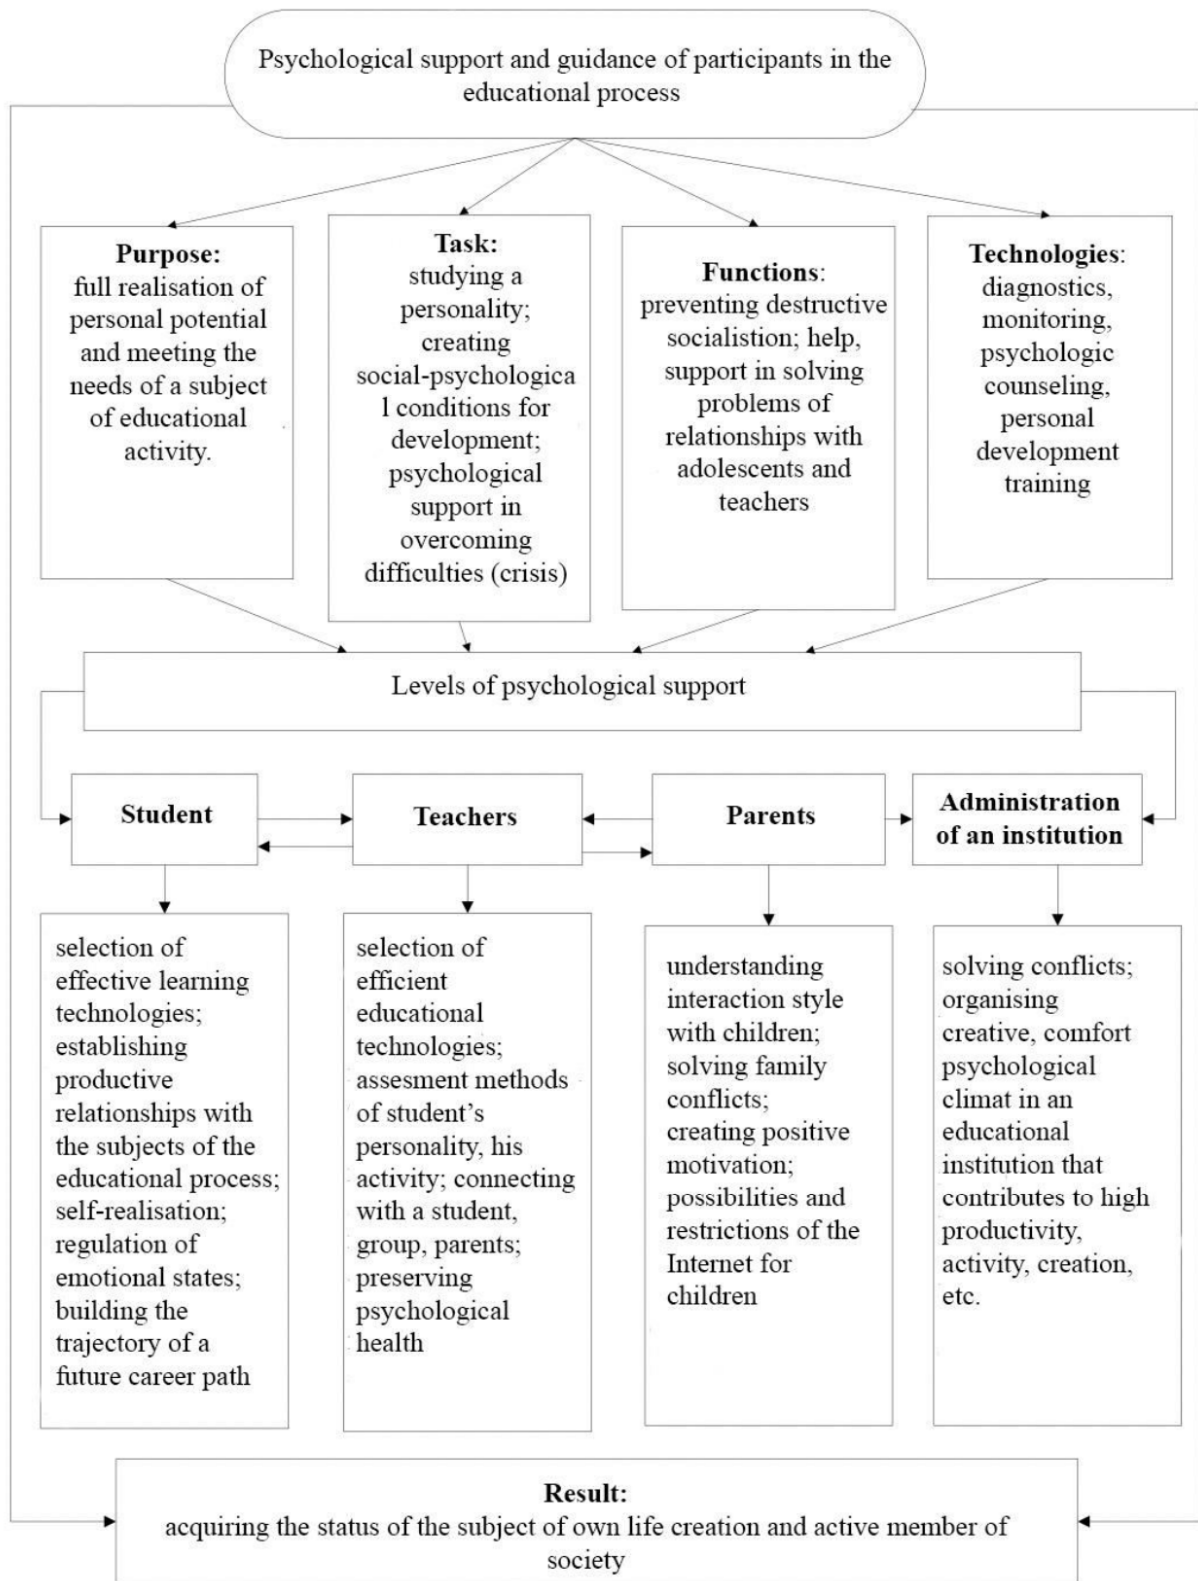 Psychological support and guidance of participants in the
educational process
Purpose:
full realisation of
personal potential
and meeting the
needs of a subject
of educational
activity.
Task:
studying a
personality;
creating
social-psychologica
l conditions for
development;
psychological
support in
overcoming
difficulties (crisis)
Functions:
preventing destructive
socialistion; help,
support in solving
problems of
relationships with
adolescents and
teachers
Technologies:
diagnostics,
monitoring,
psychologic
counseling,
personal
development
training
Levels of psychological support
Student
Teachers
Parents
Administration
of an institution
selection of
effective learning
technologies;
establishing
productive
relationships with
the subjects of the
educational process;
self-realisation;
regulation of
emotional states;
building the
trajectory of a
future career path
selection of
efficient
educational
technologies;
assesment methods
of student’s
personality, his
activity; connecting
with a student,
group, parents;
preserving
psychological
health
understanding
interaction style
with children;
solving family
conflicts;
creating positive
motivation;
possibilities and
restrictions of the
Internet for
children
solving conflicts;
organising
creative, comfort
psychological
climat in an
educational
institution that
contributes to high
productivity,
activity, creation,
etc.
Result:
acquiring the status of the subject of own life creation and active member of
society